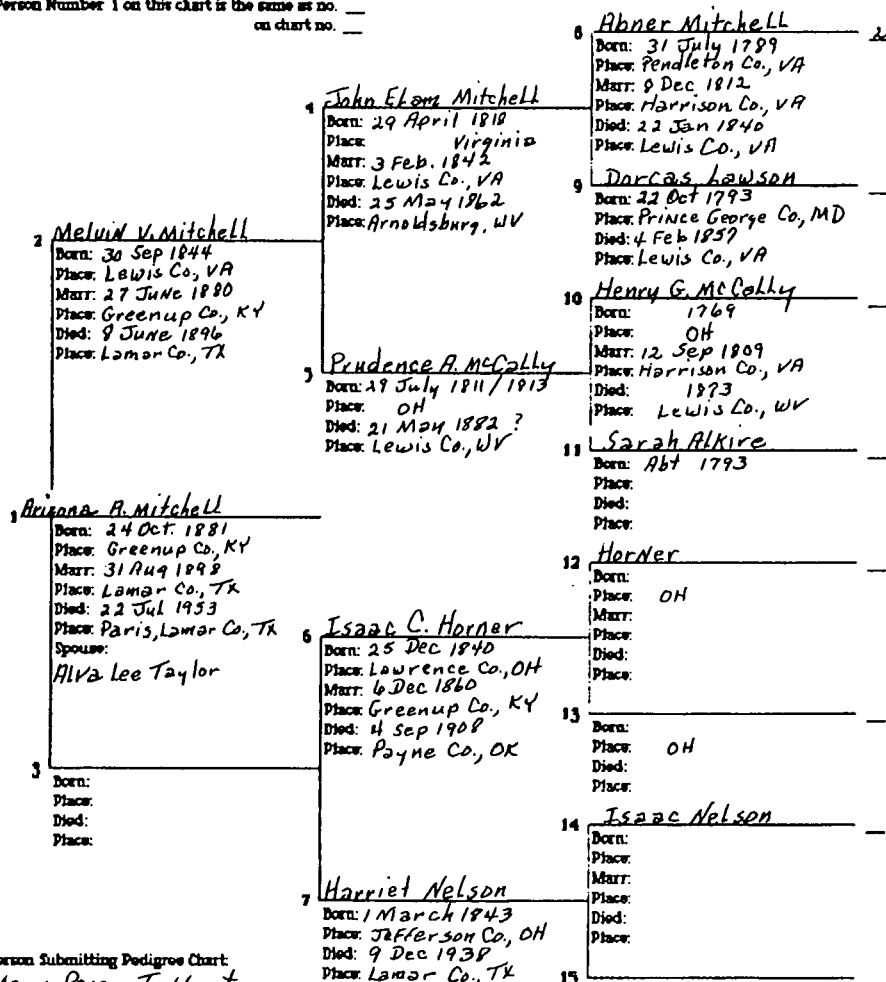 Person Number 1 on this chart is the same as no. __
on chart no. __
1 Arizona A. Mitchell
Born: 24 Oct. 1881
Place: Greenup Co., KY
Marr: 31 Aug 1898
Place: Lamar Co., TX
Died: 22 Jul 1953
Place: Paris, Lamar Co., TX
Spouse:
Alva Lee Taylor
2 Melvin V. Mitchell
Born: 30 Sep 1844
Place: Lewis Co., VA
Marr: 27 June 1880
Place: Greenup Co., KY
Died: 8 June 1896
Place: Lamar Co., TX
3
Born:
Place:
Died:
Place:
4 John Elam Mitchell
Born: 29 April 1818
Place: Virginia
Marr: 3 Feb. 1842
Place: Lewis Co., VA
Died: 25 May 1862
Place: Arnoldsburg, WV
5 Prudence A. McCally
Born: 29 July 1811/1813
Place: OH
Died: 21 May 1882 ?
Place: Lewis Co., WV
6 Isaac C. Horner
Born: 25 Dec 1840
Place: Lawrence Co., OH
Marr: 6 Dec 1860
Place: Greenup Co., KY
Died: 4 Sep 1908
Place: Payne Co., OK
7 Harriet Nelson
Born: 1 March 1843
Place: Jefferson Co., OH
Died: 9 Dec 1938
Place: Lamar Co., TX
8 Abner Mitchell
Born: 31 July 1789
Place: Pendleton Co., VA
Marr: 8 Dec 1812
Place: Harrison Co., VA
Died: 22 Jan 1840
Place: Lewis Co., VA
9 Dorcas Lawson
Born: 22 Oct 1793
Place: Prince George Co., MD
Died: 4 Feb 1857
Place: Lewis Co., VA
10 Henry G. McCally
Born: 1769
Place: OH
Marr: 12 Sep 1809
Place: Harrison Co., VA
Died: 1873
Place: Lewis Co., WV
11 Sarah Alkire
Born: Abt 1793
Place:
Died:
Place:
12 Horner
Born:
Place: OH
Marr:
Place:
Died:
Place:
13
Born:
Place: OH
Died:
Place:
14 Isaac Nelson
Born:
Place:
Marr:
Place:
Died:
Place:
15
Person Submitting Pedigree Chart: